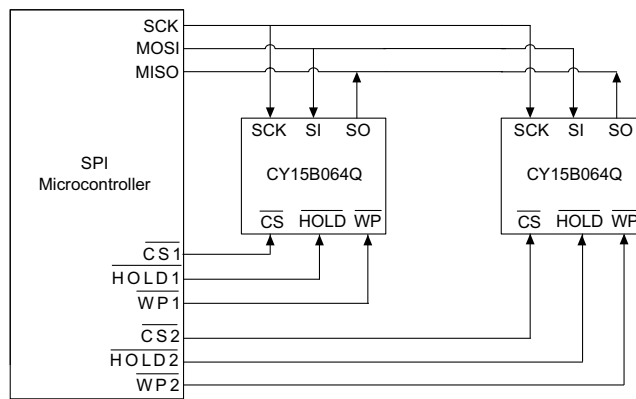 SCK
MOSI
MISO
SPI
Microcontroller
CS1
HOLD1
WP1
CS2
HOLD2
WP2
SCK SI SO
CY15B064Q
CS HOLD WP
SCK SI SO
CY15B064Q
CS HOLD WP